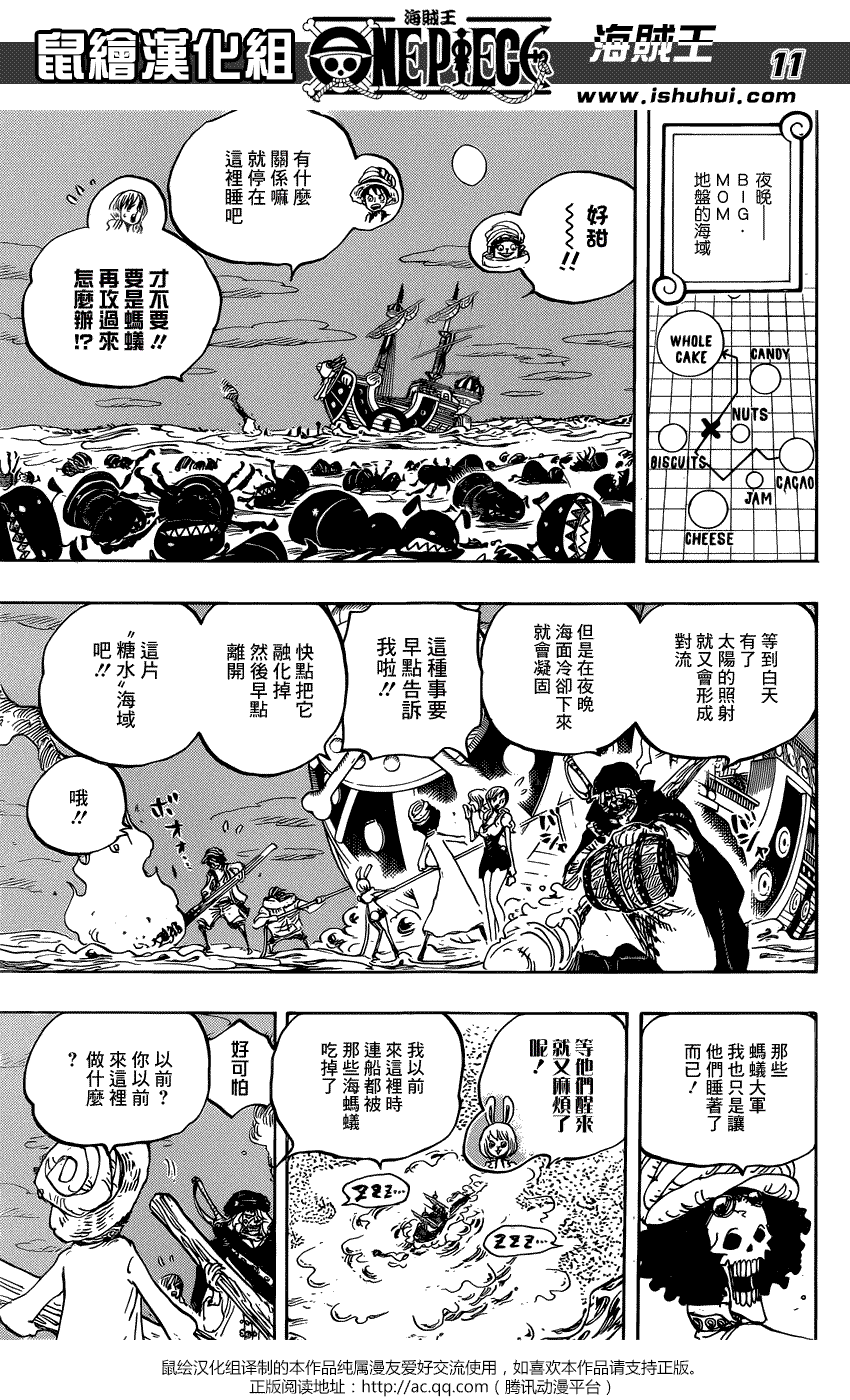 鼠繪漢化組
海賊王
ONE PIECE
海賊王
11
www.ishuhui.com
夜晚——
BIG・
MOM
地盤的海域
WHOLE
CAKE
CANDY
NUTS
BISCUITS
CACAO
JAM
CHEESE
好甜
~~~~!!
有什麼
關係嘛
就停在
這裡睡吧
才不要!!
要是螞蟻
再攻過來
怎麼辦!?
等到白天
有了
太陽的照射
就又會形成
對流
但是在夜晚
海面冷卻下來
就會凝固
這種事要
早點告訴
我啦!!
快點把它
融化掉
然後早點
離開
這片
"糖水"海域
吧!!
哦!!
ボォォ…
バシャ
バシャ
那些
螞蟻大軍
我也只是讓
他們睡著了
而已!
等他們醒來
就又麻煩了
呢!
我以前
來這裡時
連船都被
那些海螞蟻
吃掉了
ZZZ…
ZZZ…
好可怕
以前?
你以前
來這裡
做什麼
?
鼠绘汉化组译制的本作品纯属漫友爱好交流使用，如喜欢本作品请支持正版。
正版阅读地址：http://ac.qq.com（腾讯动漫平台）